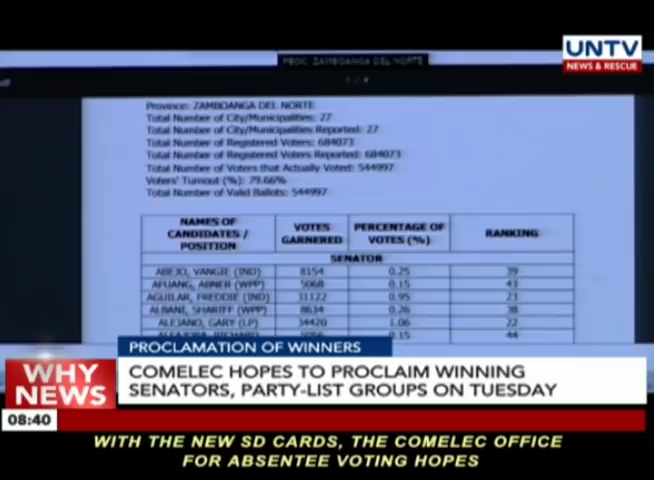 UNTV
NEWS & RESCUE
PBOC ZAMBOANGA DEL NORTE
1 / 4
Province: ZAMBOANGA DEL NORTE
Total Number of City/Municipalities: 27
Total Number of City/Municipalities Reported: 27
Total Number of Registered Voters: 684073
Total Number of Registered Voters Reported: 684073
Total Number of Voters that Actually Voted: 544997
Voters' Turnout (%): 79.66%
Total Number of Valid Ballots: 544997
NAMES OF CANDIDATES / POSITION VOTES GARNERED PERCENTAGE OF VOTES (%) RANKING
SENATOR
ABEJO, VANGIE (IND) 8154 0.25 39
AFUANG, ABNER (WPP) 5068 0.15 43
AGUILAR, FREDDIE (IND) 31122 0.95 23
ALBANI, SHARIFF (WPP) 8634 0.26 38
ALEJANO, GARY (LP) 34420 1.06 22
0.15 44
PROCLAMATION OF WINNERS
WHY NEWS
COMELEC HOPES TO PROCLAIM WINNING
SENATORS, PARTY-LIST GROUPS ON TUESDAY
08:40
WITH THE NEW SD CARDS, THE COMELEC OFFICE
FOR ABSENTEE VOTING HOPES